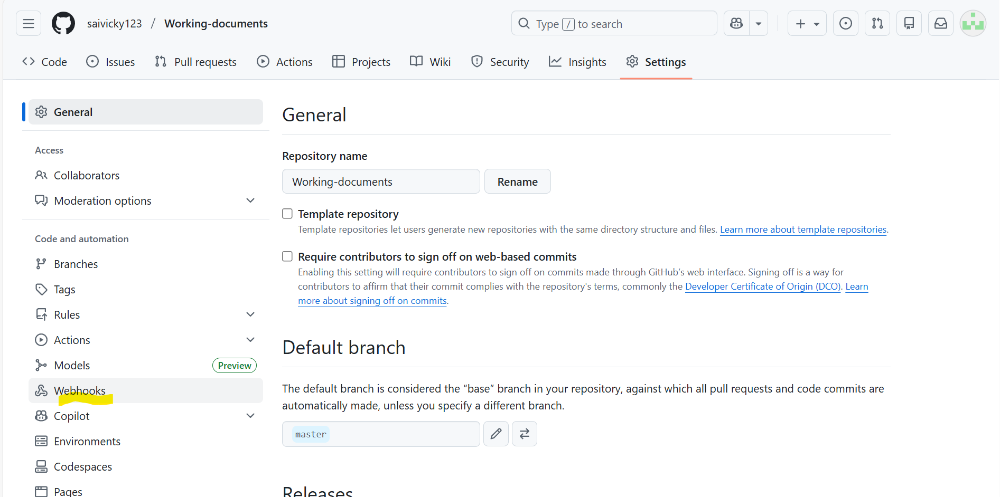 saivicky123 / Working-documents
Type / to search
Code Issues Pull requests Actions Projects Wiki Security Insights Settings
General
Access
Collaborators
Moderation options
Code and automation
Branches
Tags
Rules
Actions
Models Preview
Webhooks
Copilot
Environments
Codespaces
Pages
General
Repository name
Working-documents Rename
Template repository
Template repositories let users generate new repositories with the same directory structure and files. Learn more about template repositories.
Require contributors to sign off on web-based commits
Enabling this setting will require contributors to sign off on commits made through GitHub’s web interface. Signing off is a way for
contributors to affirm that their commit complies with the repository's terms, commonly the Developer Certificate of Origin (DCO). Learn
more about signing off on commits.
Default branch
The default branch is considered the “base” branch in your repository, against which all pull requests and code commits are
automatically made, unless you specify a different branch.
master
Releases